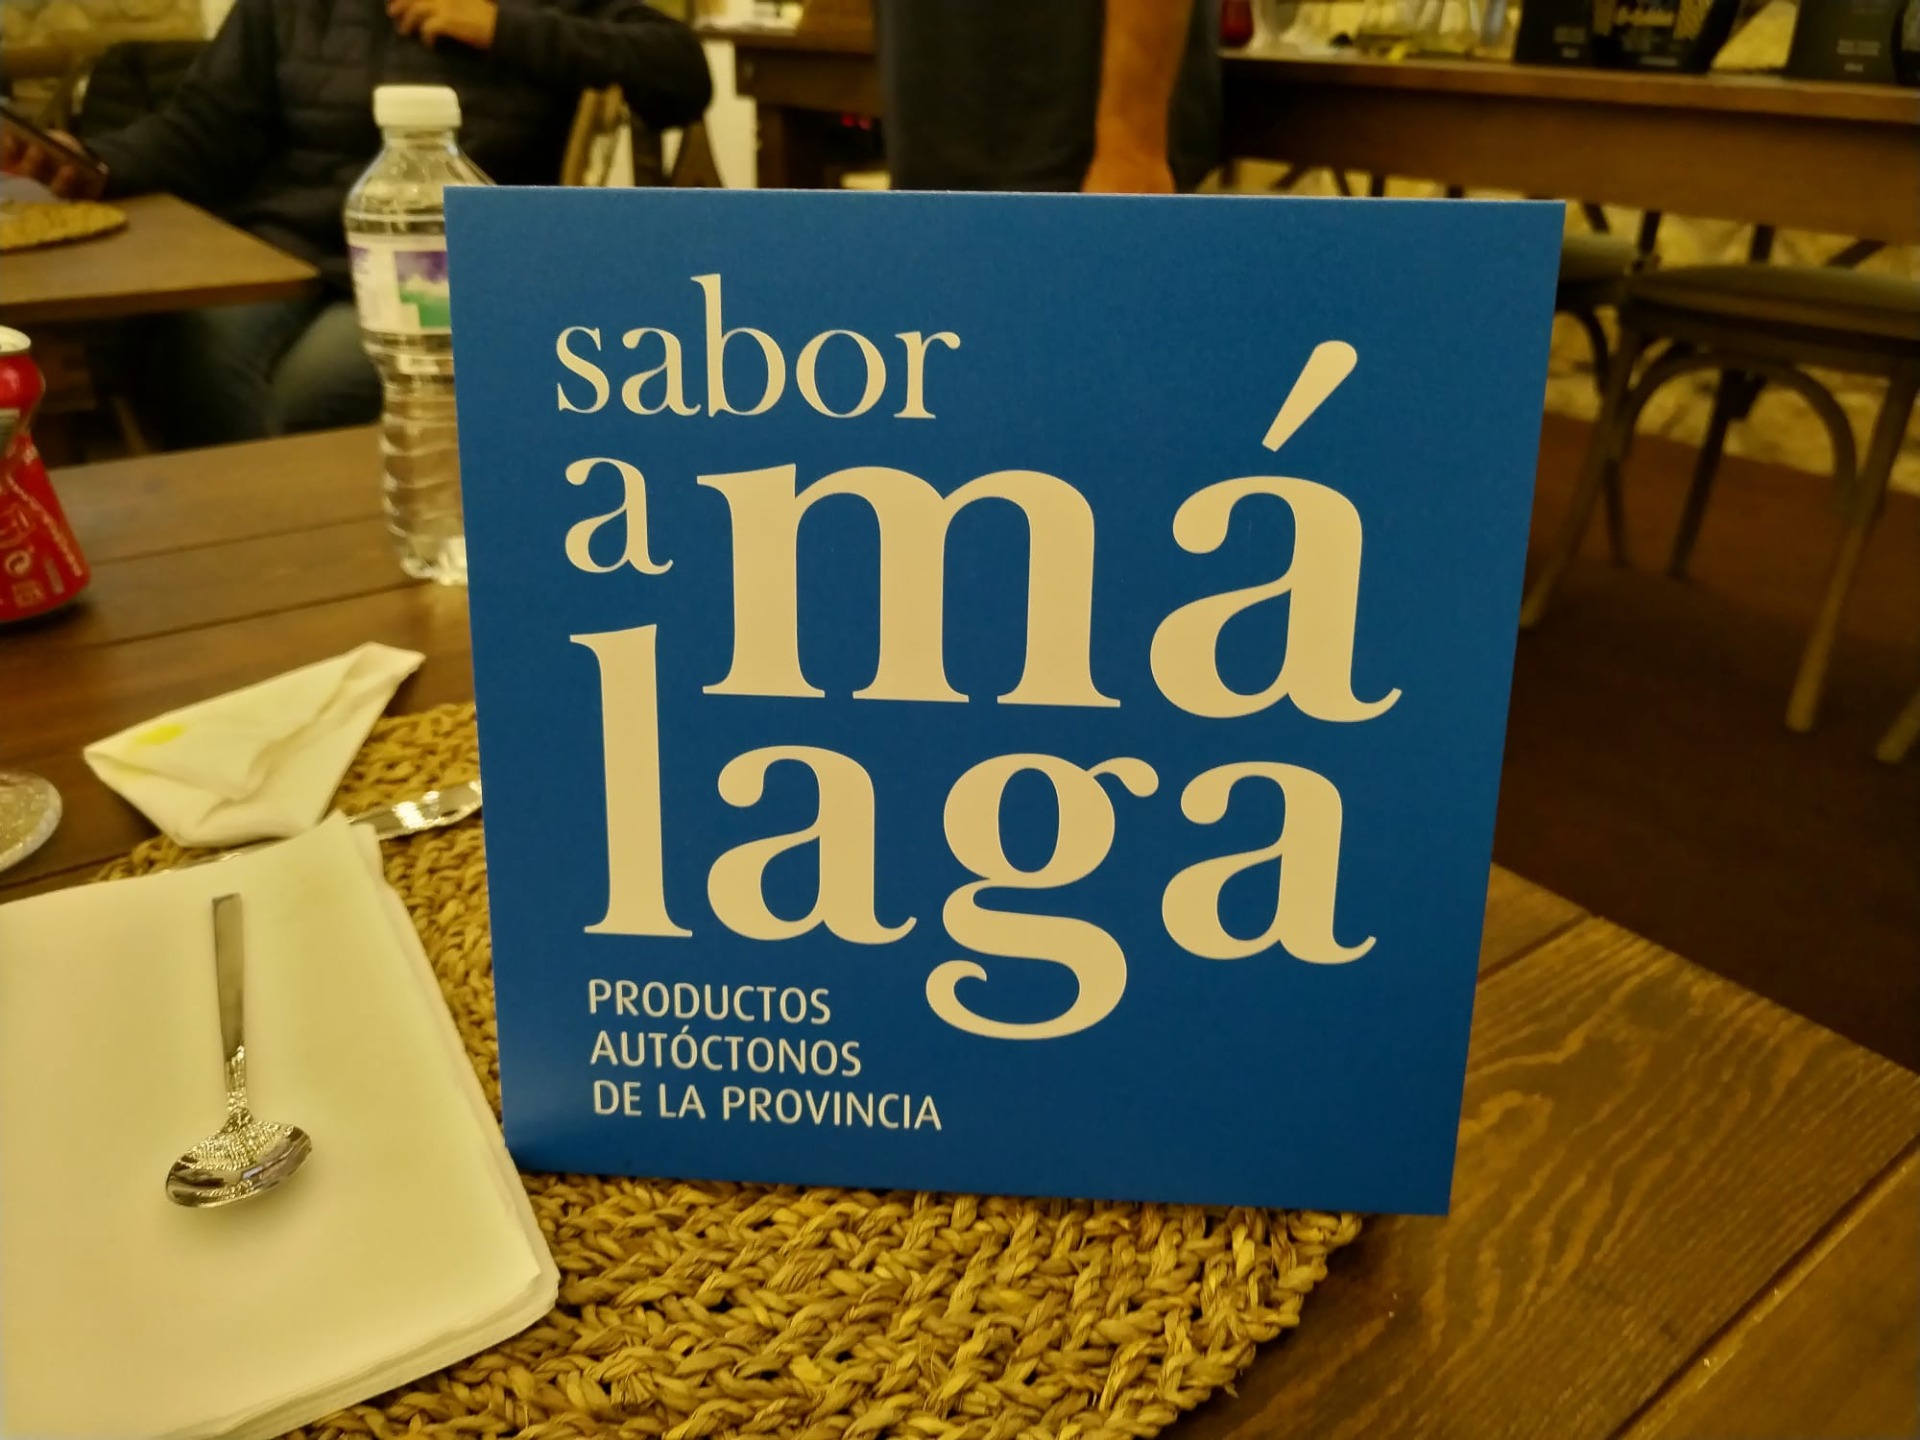 sabor
a má
laga
PRODUCTOS
AUTÓCTONOS
DE LA PROVINCIA